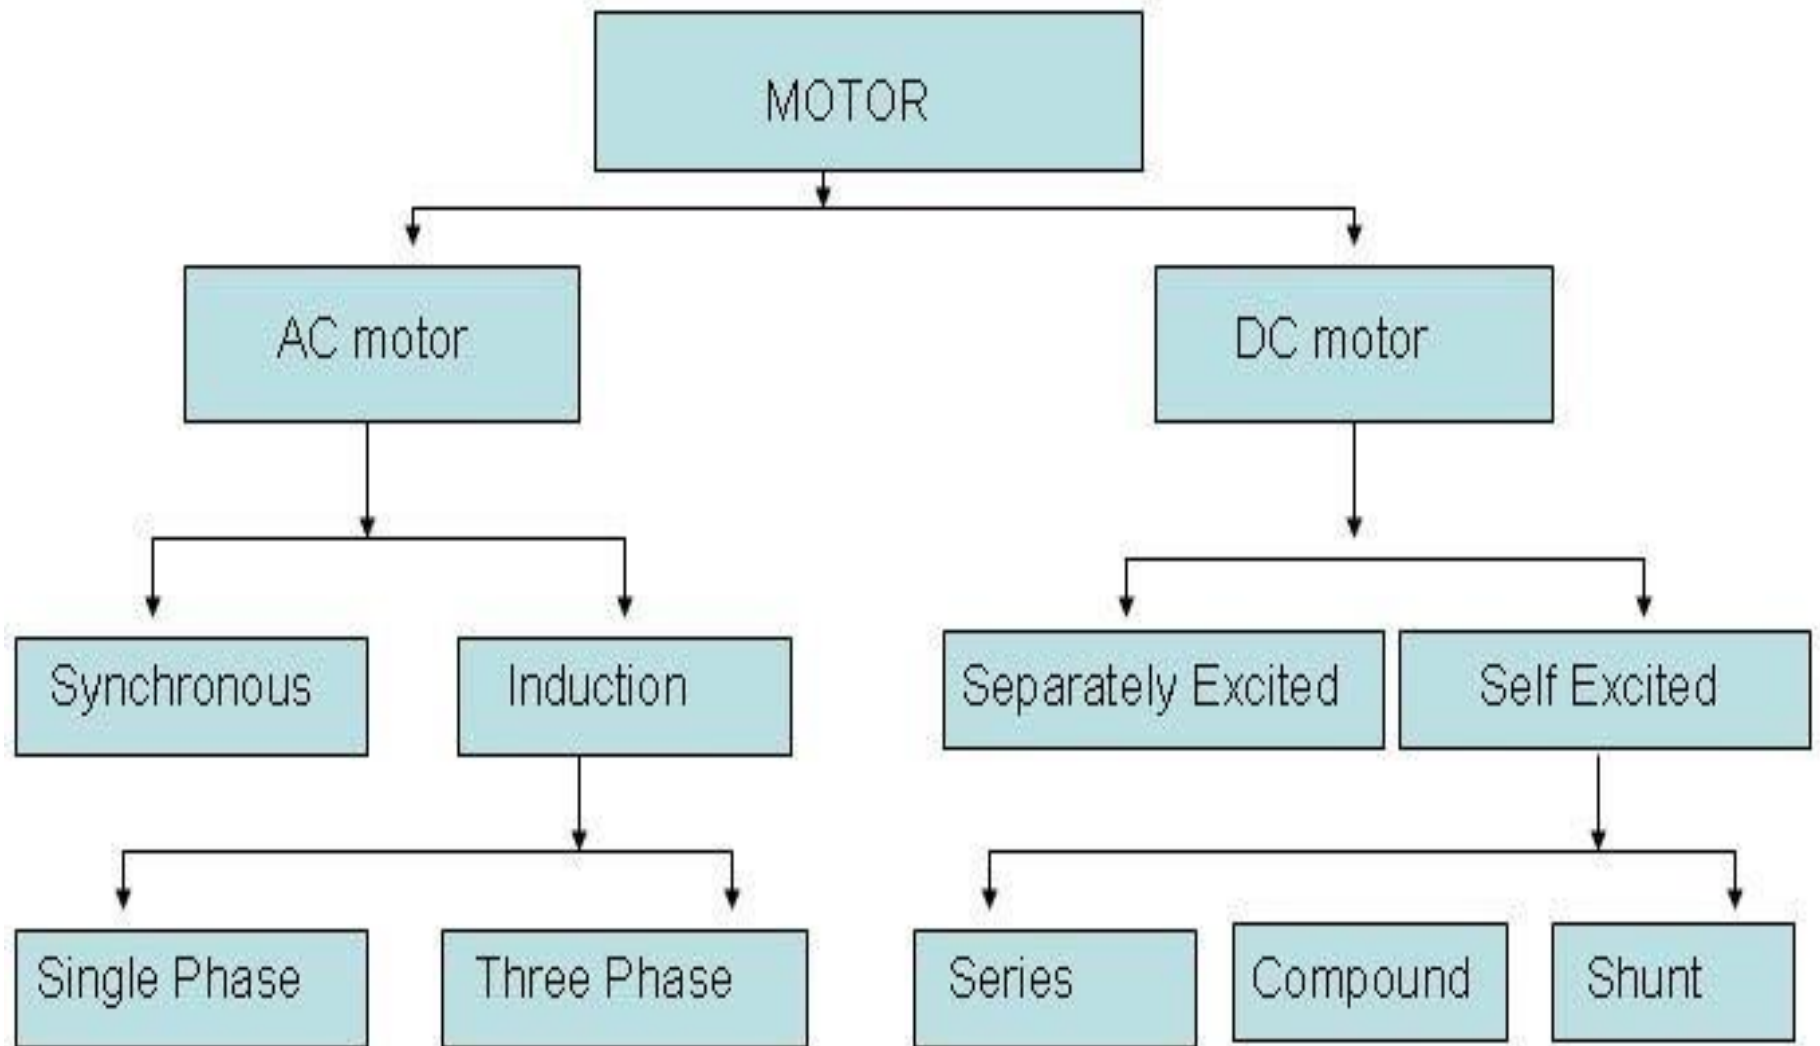 MOTOR
AC motor
DC motor
Synchronous
Induction
Separately Excited
Self Excited
Single Phase
Three Phase
Series
Compound
Shunt